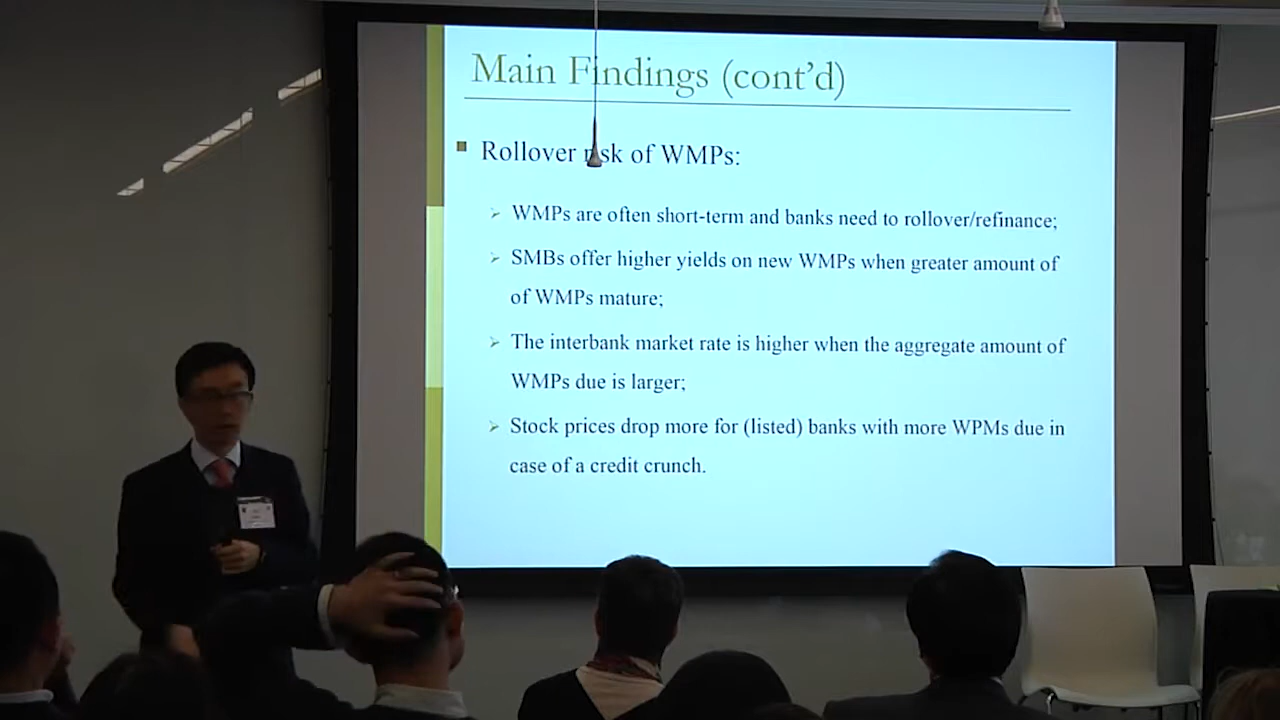 Main Findings (cont'd)
Rollover risk of WMPs:
WMPs are often short-term and banks need to rollover/refinance;
SMBs offer higher yields on new WMPs when greater amount of
of WMPs mature;
The interbank market rate is higher when the aggregate amount of
WMPs due is larger;
Stock prices drop more for (listed) banks with more WPMs due in
case of a credit crunch.